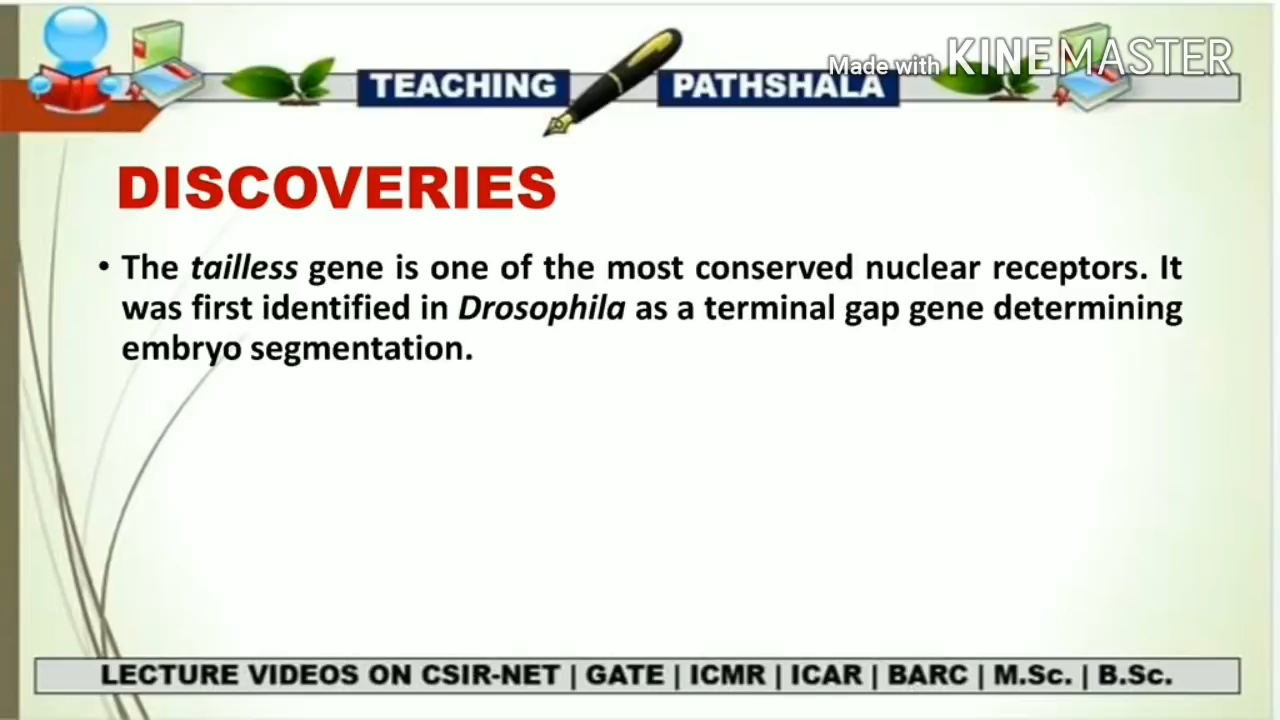 Made with KINEMASTER
TEACHING PATHSHALA
DISCOVERIES
• The tailless gene is one of the most conserved nuclear receptors. It
was first identified in Drosophila as a terminal gap gene determining
embryo segmentation.
LECTURE VIDEOS ON CSIR-NET | GATE | ICMR | ICAR | BARC | M.Sc. | B.Sc.